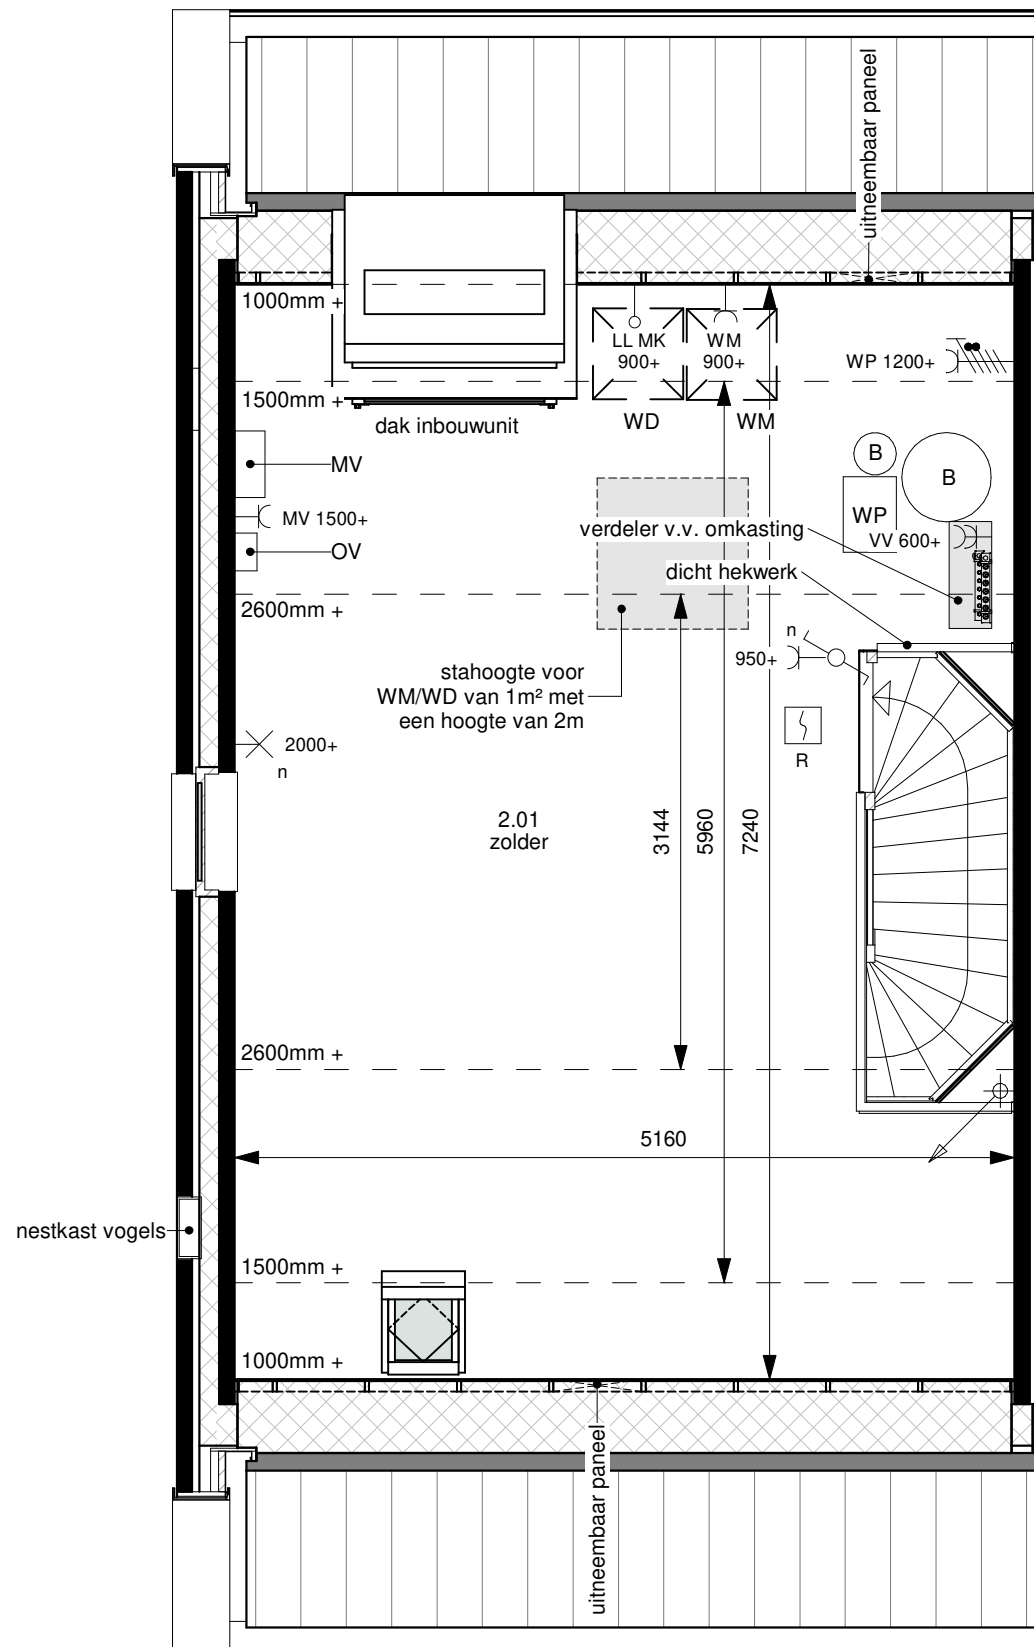 uitneembaar paneel
1000mm +
LL MK
900+
WM
900+
WP 1200+
1500mm +
dak inbouwunit
WD
WM
MV
B
B
MV 1500+
WP
verdeler v.v. omkasting
VV 600+
OV
dicht hekwerk
2600mm +
n
950+
stahoogte voor
WM/WD van 1m² met
een hoogte van 2m
2000+
n
R
2.01
zolder
3144
5960
7240
2600mm +
5160
nestkast vogels
1500mm +
1000mm +
uitneembaar paneel